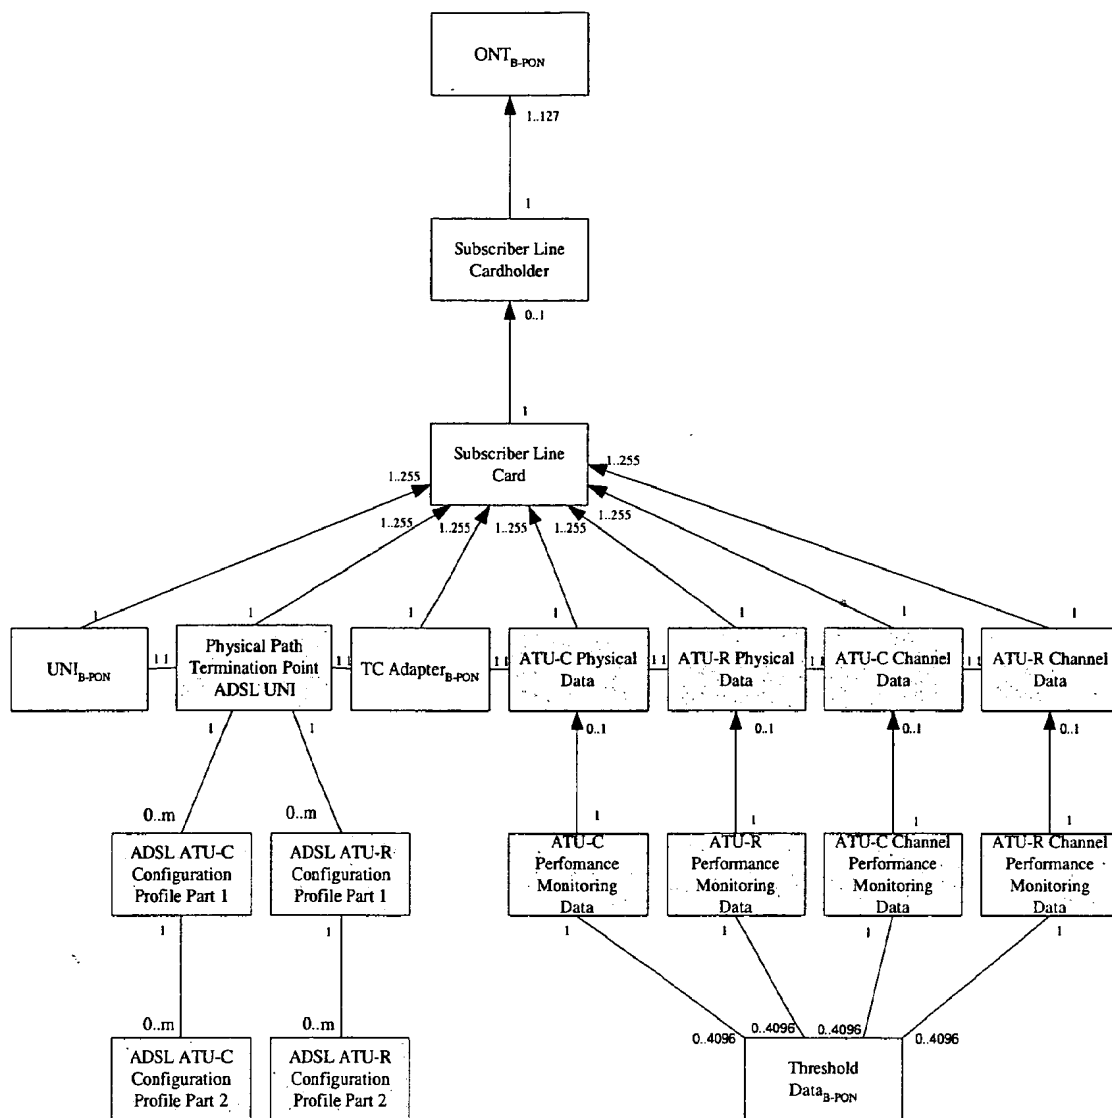 ONT B-PON
1..127
1
Subscriber Line
Cardholder
0..1
1
Subscriber Line
Card
1..255
1..255
1..255
1..255
1..255
1..255
1..255
1
1
1
1
1
1
1
UNI B-PON
1 1
Physical Path
Termination Point
ADSL UNI
1 1
TC Adapter B-PON
1 1
ATU-C Physical
Data
1 1
ATU-R Physical
Data
1 1
ATU-C Channel
Data
1 1
ATU-R Channel
Data
1
1
0..1
0..1
0..1
0..1
0..m
0..m
1
1
1
1
ADSL ATU-C
Configuration
Profile Part 1
ADSL ATU-R
Configuration
Profile Part 1
ATU-C
Perfomance
Monitoring
Data
ATU-R
Performance
Monitoring
Data
ATU-C Channel
Performance
Monitoring
Data
ATU-R Channel
Performance
Monitoring
Data
1
1
1
1
1
1
0..m
0..m
0..4096
0..4096
0..4096
0..4096
ADSL ATU-C
Configuration
Profile Part 2
ADSL ATU-R
Configuration
Profile Part 2
Threshold
Data B-PON